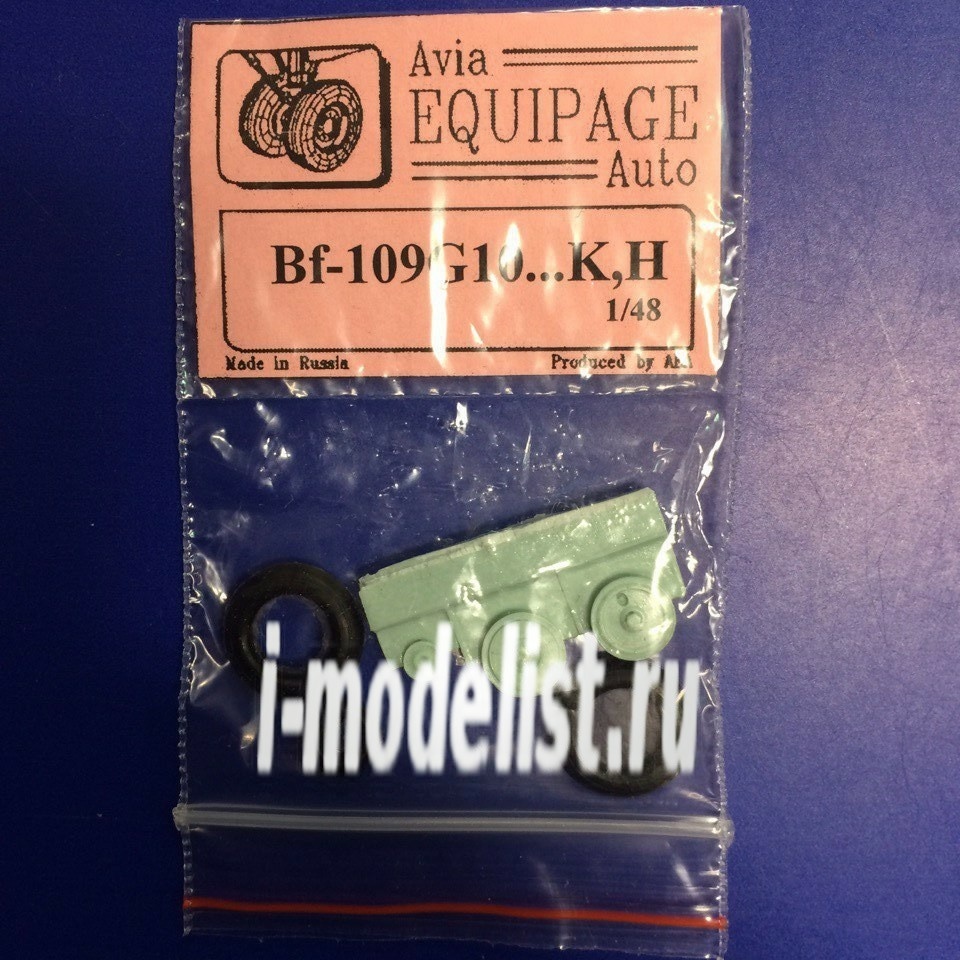 Avia
EQUIPAGE
Auto
Bf-109G10...K,H
1/48
Made in Russia
Produced by
i-modelist.ru